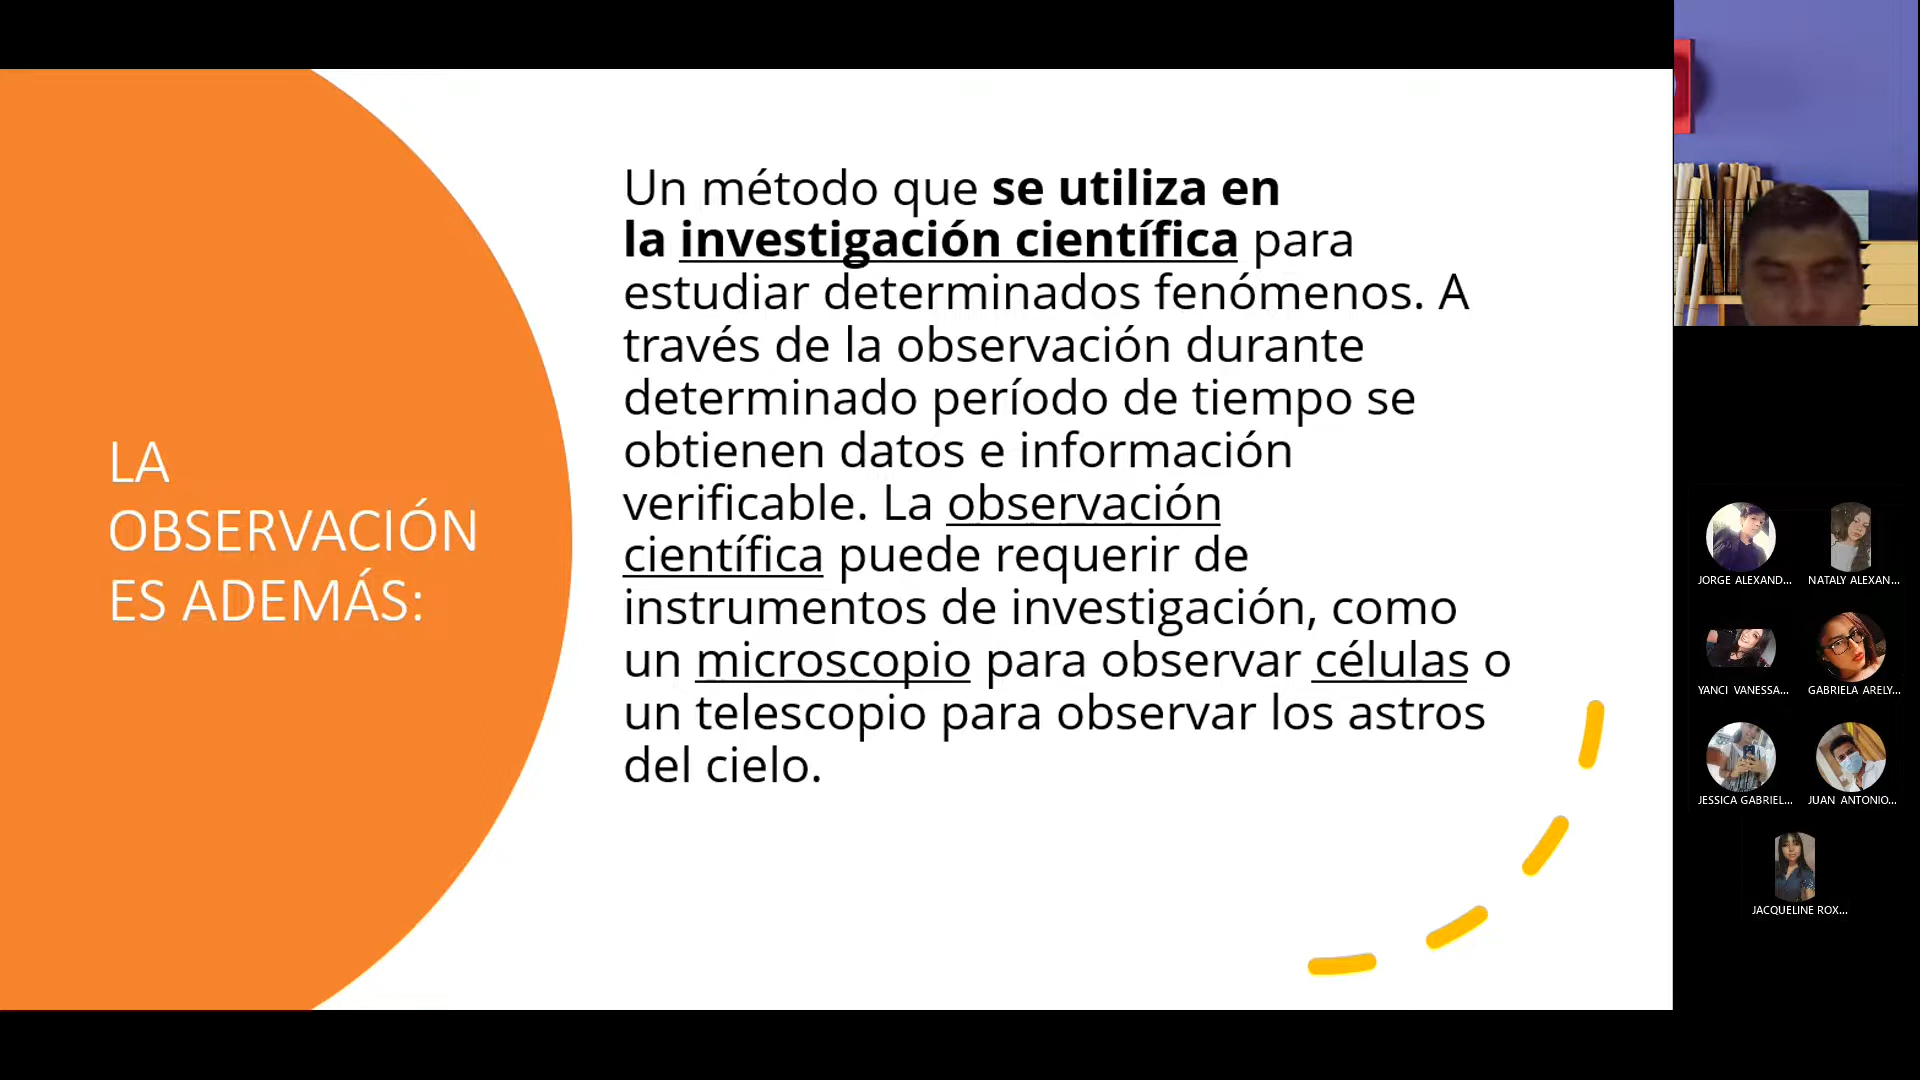 LA
OBSERVACIÓN
ES ADEMÁS:
Un método que se utiliza en
la investigación científica para
estudiar determinados fenómenos. A
través de la observación durante
determinado período de tiempo se
obtienen datos e información
verificable. La observación
científica puede requerir de
instrumentos de investigación, como
un microscopio para observar células o
un telescopio para observar los astros
del cielo.
JORGE ALEXAND...
NATALY ALEXAN...
YANCI VANESSA...
GABRIELA ARELY...
JESSICA GABRIEL...
JUAN ANTONIO...
JACQUELINE ROX...